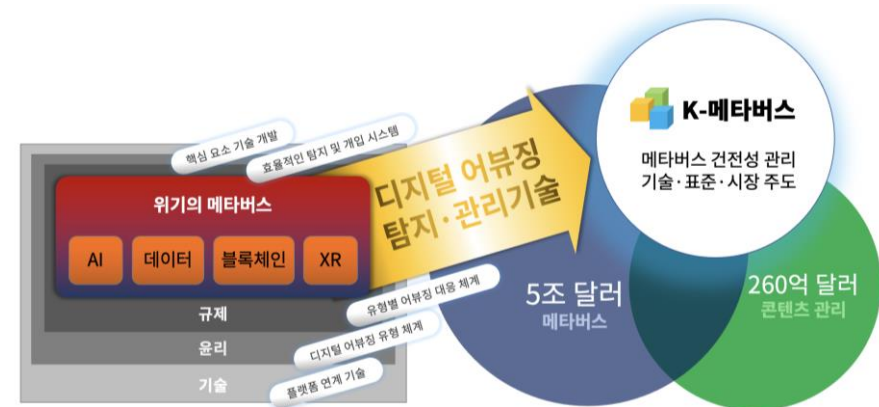 핵심 요소 기술 개발
효율적인 탐지 및 개입 시스템
위기의 메타버스
AI
데이터
블록체인
XR
규제
윤리
기술
디지털 어뷰징
탐지·관리기술
유형별 어뷰징 대응 체계
디지털 어뷰징 유형 체계
플랫폼 연계 기술
K-메타버스
메타버스 건전성 관리
기술·표준·시장 주도
5조 달러
메타버스
260억 달러
콘텐츠 관리